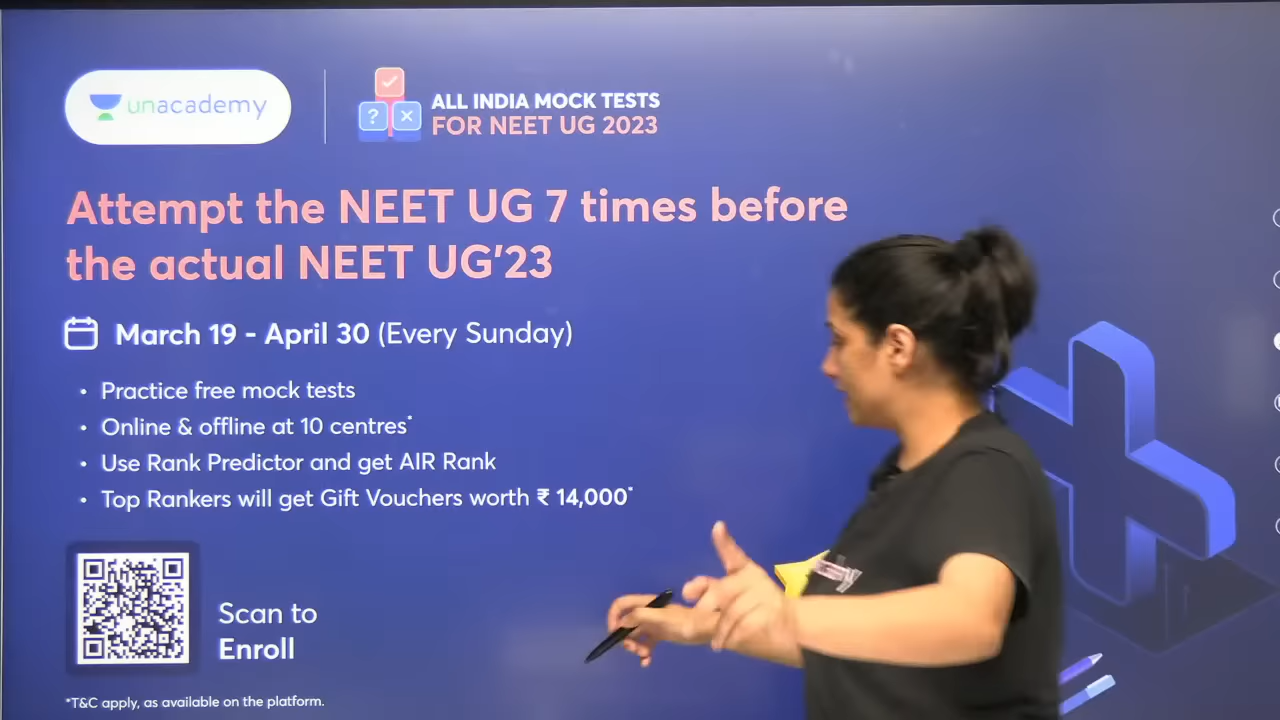 unacademy
ALL INDIA MOCK TESTS
FOR NEET UG 2023
Attempt the NEET UG 7 times before
the actual NEET UG'23
March 19 - April 30 (Every Sunday)
• Practice free mock tests
• Online & offline at 10 centres*
• Use Rank Predictor and get AIR Rank
• Top Rankers will get Gift Vouchers worth ₹ 14,000*
Scan to
Enroll
*T&C apply, as available on the platform.